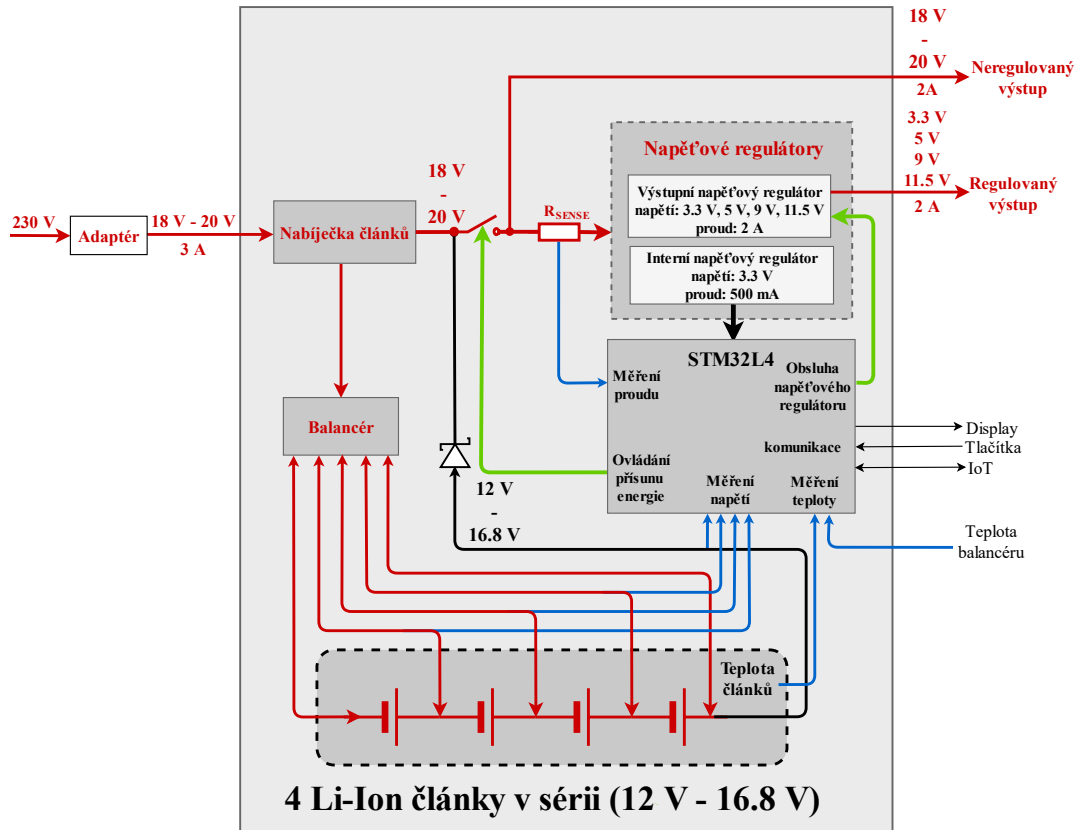 230 V
Adaptér
18 V - 20 V
3 A
Nabíječka článků
18 V
-
20 V
R_SENSE
Napěťové regulátory
Výstupní napěťový regulátor
napětí: 3.3 V, 5 V, 9 V, 11.5 V
proud: 2 A
Interní napěťový regulátor
napětí: 3.3 V
proud: 500 mA
18 V
-
20 V
2A
Neregulovaný
výstup
3.3 V
5 V
9 V
11.5 V
2 A
Regulovaný
výstup
STM32L4
Měření
proudu
Obsluha
napěťového
regulátoru
komunikace
Ovládání
přísunu
energie
Měření
napětí
Měření
teploty
Display
Tlačítka
IoT
Teplota
balancéru
Balancér
12 V
-
16.8 V
Teplota
článků
4 Li-Ion články v sérii (12 V - 16.8 V)